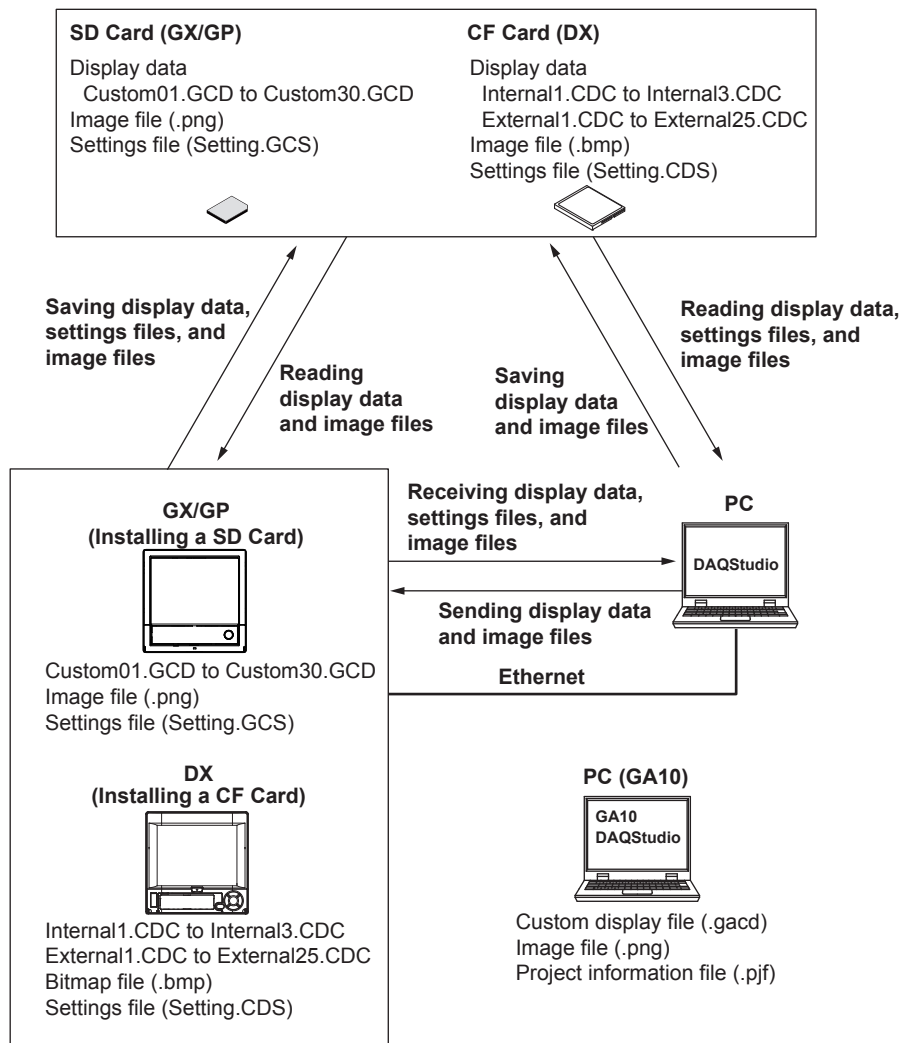 SD Card (GX/GP)
Display data
Custom01.GCD to Custom30.GCD
Image file (.png)
Settings file (Setting.GCS)
CF Card (DX)
Display data
Internal1.CDC to Internal3.CDC
External1.CDC to External25.CDC
Image file (.bmp)
Settings file (Setting.CDS)
Saving display data,
settings files, and
image files
Reading
display data
and image files
Saving
display data
and image files
Reading display data,
settings files, and
image files
GX/GP
(Installing a SD Card)
Custom01.GCD to Custom30.GCD
Image file (.png)
Settings file (Setting.GCS)
DX
(Installing a CF Card)
Internal1.CDC to Internal3.CDC
External1.CDC to External25.CDC
Bitmap file (.bmp)
Settings file (Setting.CDS)
Receiving display data,
settings files, and
image files
Sending display data
and image files
Ethernet
PC
DAQStudio
PC (GA10)
GA10
DAQStudio
Custom display file (.gacd)
Image file (.png)
Project information file (.pjf)